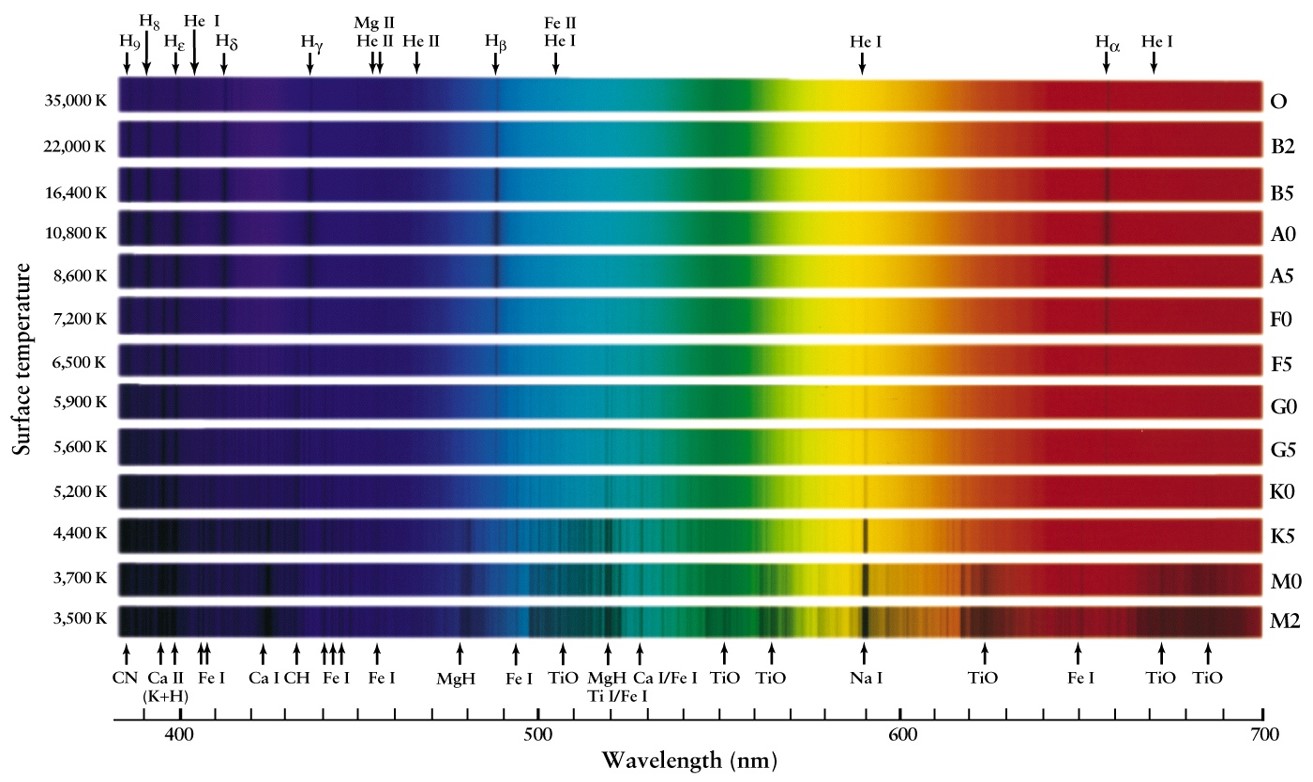 H8 He I Mg II Fe II
H9 Hε Hδ Hγ He II He II Hβ He I He I Hα He I
35,000 K O
22,000 K B2
16,400 K B5
10,800 K A0
8,600 K A5
7,200 K F0
6,500 K F5
5,900 K G0
5,600 K G5
5,200 K K0
4,400 K K5
3,700 K M0
3,500 K M2
Surface temperature
CN Ca II Fe I Ca I CH Fe I Fe I MgH Fe I TiO MgH Ca I/Fe I TiO TiO Na I TiO Fe I TiO TiO
(K+H) Ti I/Fe I
400 500 600 700
Wavelength (nm)